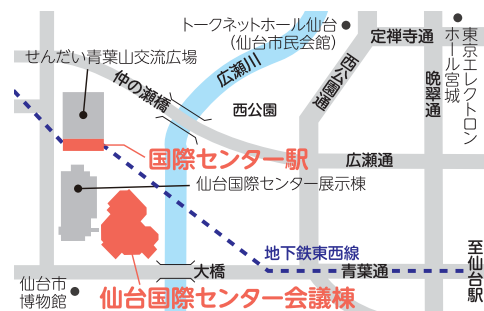 トークネットホール仙台
（仙台市民会館）
定禅寺通
東京エレクトロン
ホール宮城
せんだい青葉山交流広場
広瀬川
西公園通
晩翠通
仲の瀬橋
西公園
国際センター駅
広瀬通
仙台国際センター展示棟
地下鉄東西線
至仙台駅
大橋
青葉通
仙台市
博物館
仙台国際センター会議棟